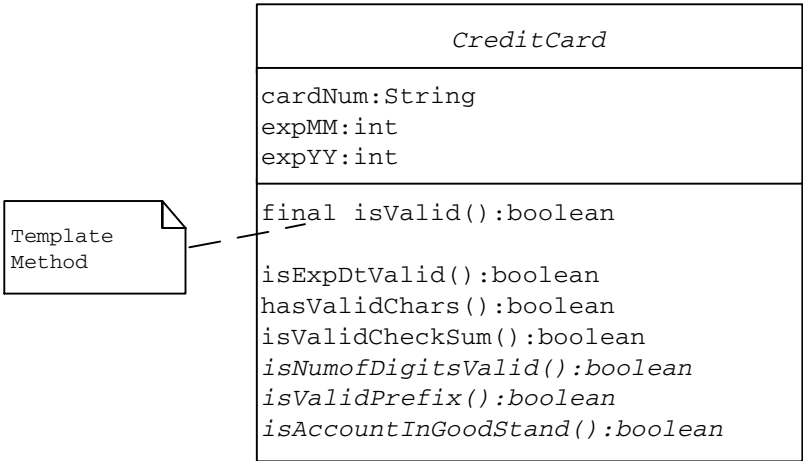 CreditCard
cardNum:String
expMM:int
expYY:int
final isValid():boolean
Template
Method
isExpDtValid():boolean
hasValidChars():boolean
isValidCheckSum():boolean
isNumofDigitsValid():boolean
isValidPrefix():boolean
isAccountInGoodStand():boolean